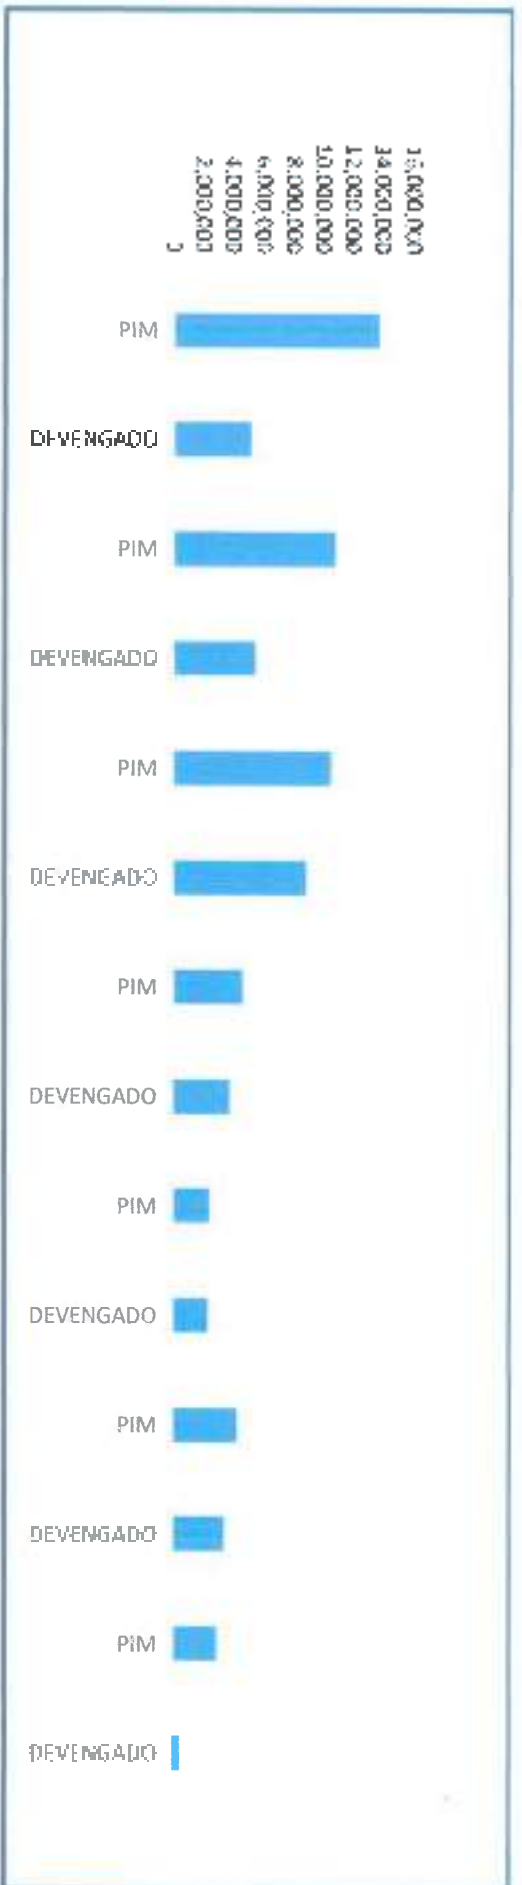 16,000,000
14,000,000
12,000,000
10,000,000
8,000,000
6,000,000
4,000,000
2,000,000
0
PIM
DEVENGADO
PIM
DEVENGADO
PIM
DEVENGADO
PIM
DEVENGADO
PIM
DEVENGADO
PIM
DEVENGADO
PIM
DEVENGADO